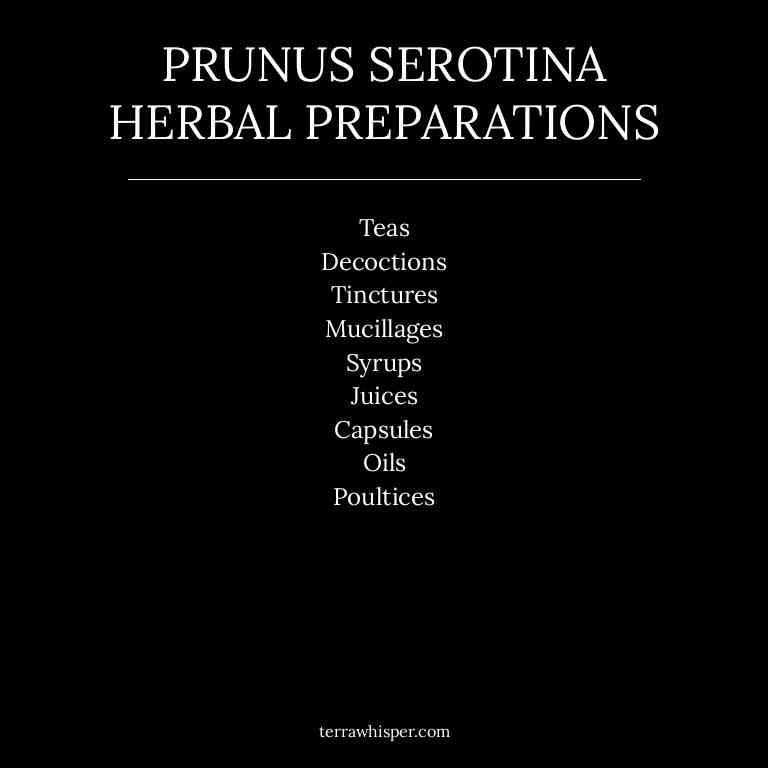 PRUNUS SEROTINA
HERBAL PREPARATIONS
Teas
Decoctions
Tinctures
Mucillages
Syrups
Juices
Capsules
Oils
Poultices
terrawhisper.com